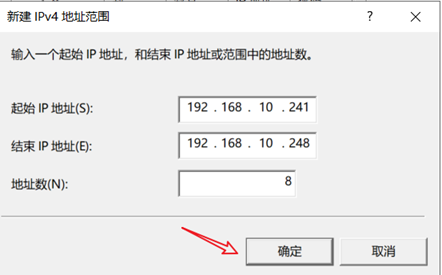 新建 IPv4 地址范围
输入一个起始 IP 地址，和结束 IP 地址或范围中的地址数。
起始 IP 地址(S): 192 . 168 . 10 . 241
结束 IP 地址(E): 192 . 168 . 10 . 248
地址数(N): 8
确定 取消